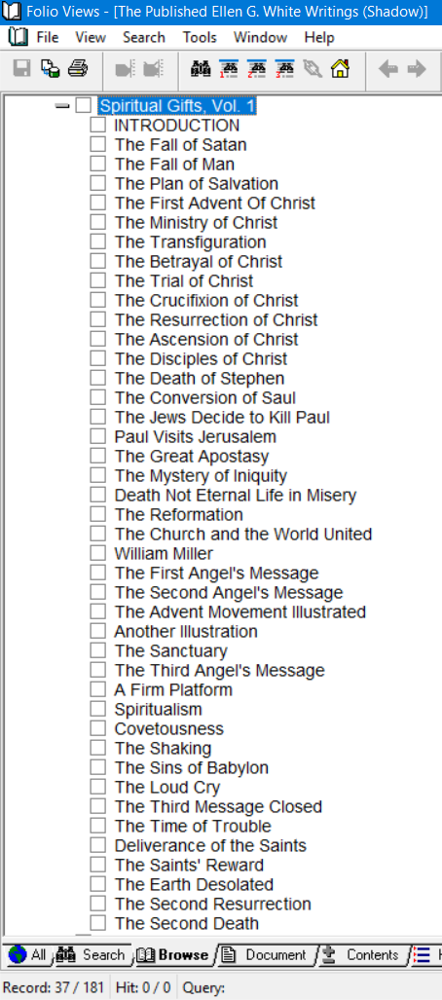 Folio Views - [The Published Ellen G. White Writings (Shadow)]
File View Search Tools Window Help
Spiritual Gifts, Vol. 1
INTRODUCTION
The Fall of Satan
The Fall of Man
The Plan of Salvation
The First Advent Of Christ
The Ministry of Christ
The Transfiguration
The Betrayal of Christ
The Trial of Christ
The Crucifixion of Christ
The Resurrection of Christ
The Ascension of Christ
The Disciples of Christ
The Death of Stephen
The Conversion of Saul
The Jews Decide to Kill Paul
Paul Visits Jerusalem
The Great Apostasy
The Mystery of Iniquity
Death Not Eternal Life in Misery
The Reformation
The Church and the World United
William Miller
The First Angel's Message
The Second Angel's Message
The Advent Movement Illustrated
Another Illustration
The Sanctuary
The Third Angel's Message
A Firm Platform
Spiritualism
Covetousness
The Shaking
The Sins of Babylon
The Loud Cry
The Third Message Closed
The Time of Trouble
Deliverance of the Saints
The Saints' Reward
The Earth Desolated
The Second Resurrection
The Second Death
All Search Browse Document Contents H
Record: 37 / 181 Hit: 0 / 0 Query: